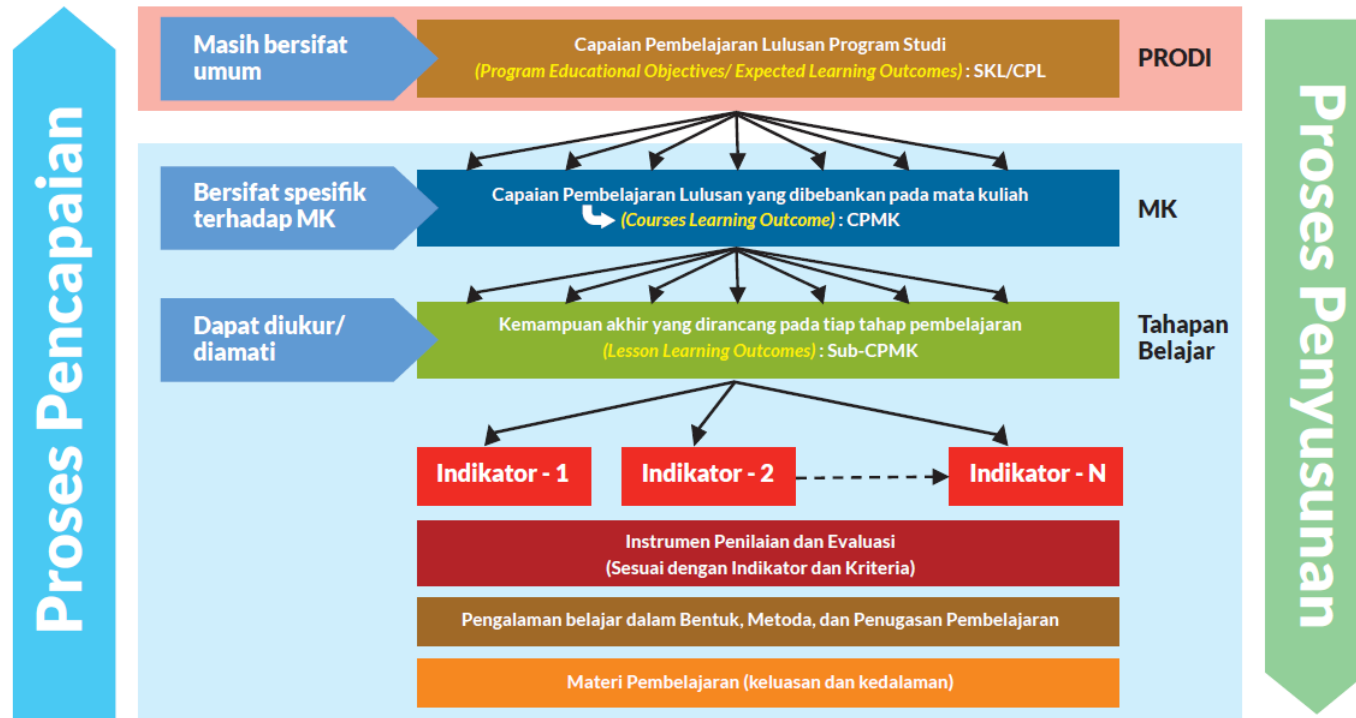 Proses Pencapaian
Masih bersifat
umum
Capaian Pembelajaran Lulusan Program Studi
(Program Educational Objectives/ Expected Learning Outcomes) : SKL/CPL
PRODI
Bersifat spesifik
terhadap MK
Capaian Pembelajaran Lulusan yang dibebankan pada mata kuliah
(Courses Learning Outcome) : CPMK
MK
Dapat diukur/
diamati
Kemampuan akhir yang dirancang pada tiap tahap pembelajaran
(Lesson Learning Outcomes) : Sub-CPMK
Tahapan
Belajar
Indikator - 1
Indikator - 2
Indikator - N
Instrumen Penilaian dan Evaluasi
(Sesuai dengan Indikator dan Kriteria)
Pengalaman belajar dalam Bentuk, Metoda, dan Penugasan Pembelajaran
Materi Pembelajaran (keluasan dan kedalaman)
Proses Penyusunan